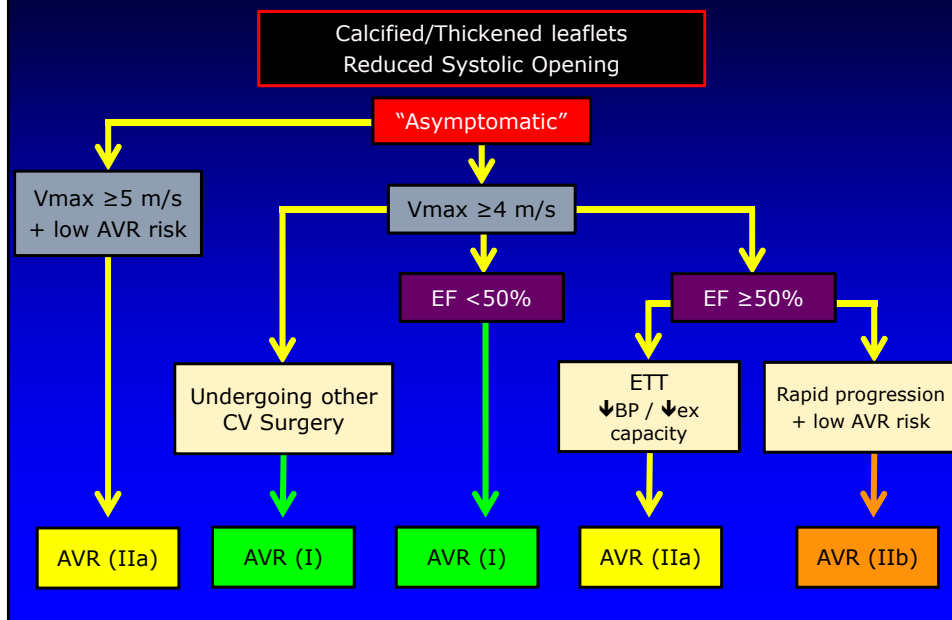 Calcified/Thickened leaflets
Reduced Systolic Opening
“Asymptomatic”
Vmax ≥5 m/s
+ low AVR risk
Vmax ≥4 m/s
EF <50%
EF ≥50%
Undergoing other
CV Surgery
ETT
🡻BP / 🡻ex
capacity
Rapid progression
+ low AVR risk
AVR (IIa)
AVR (I)
AVR (I)
AVR (IIa)
AVR (IIb)